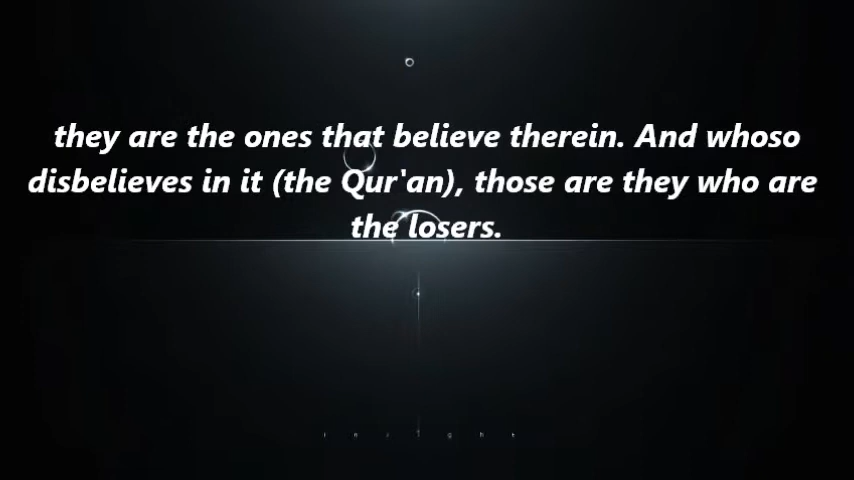 they are the ones that believe therein. And whoso
disbelieves in it (the Qur'an), those are they who are
the losers.